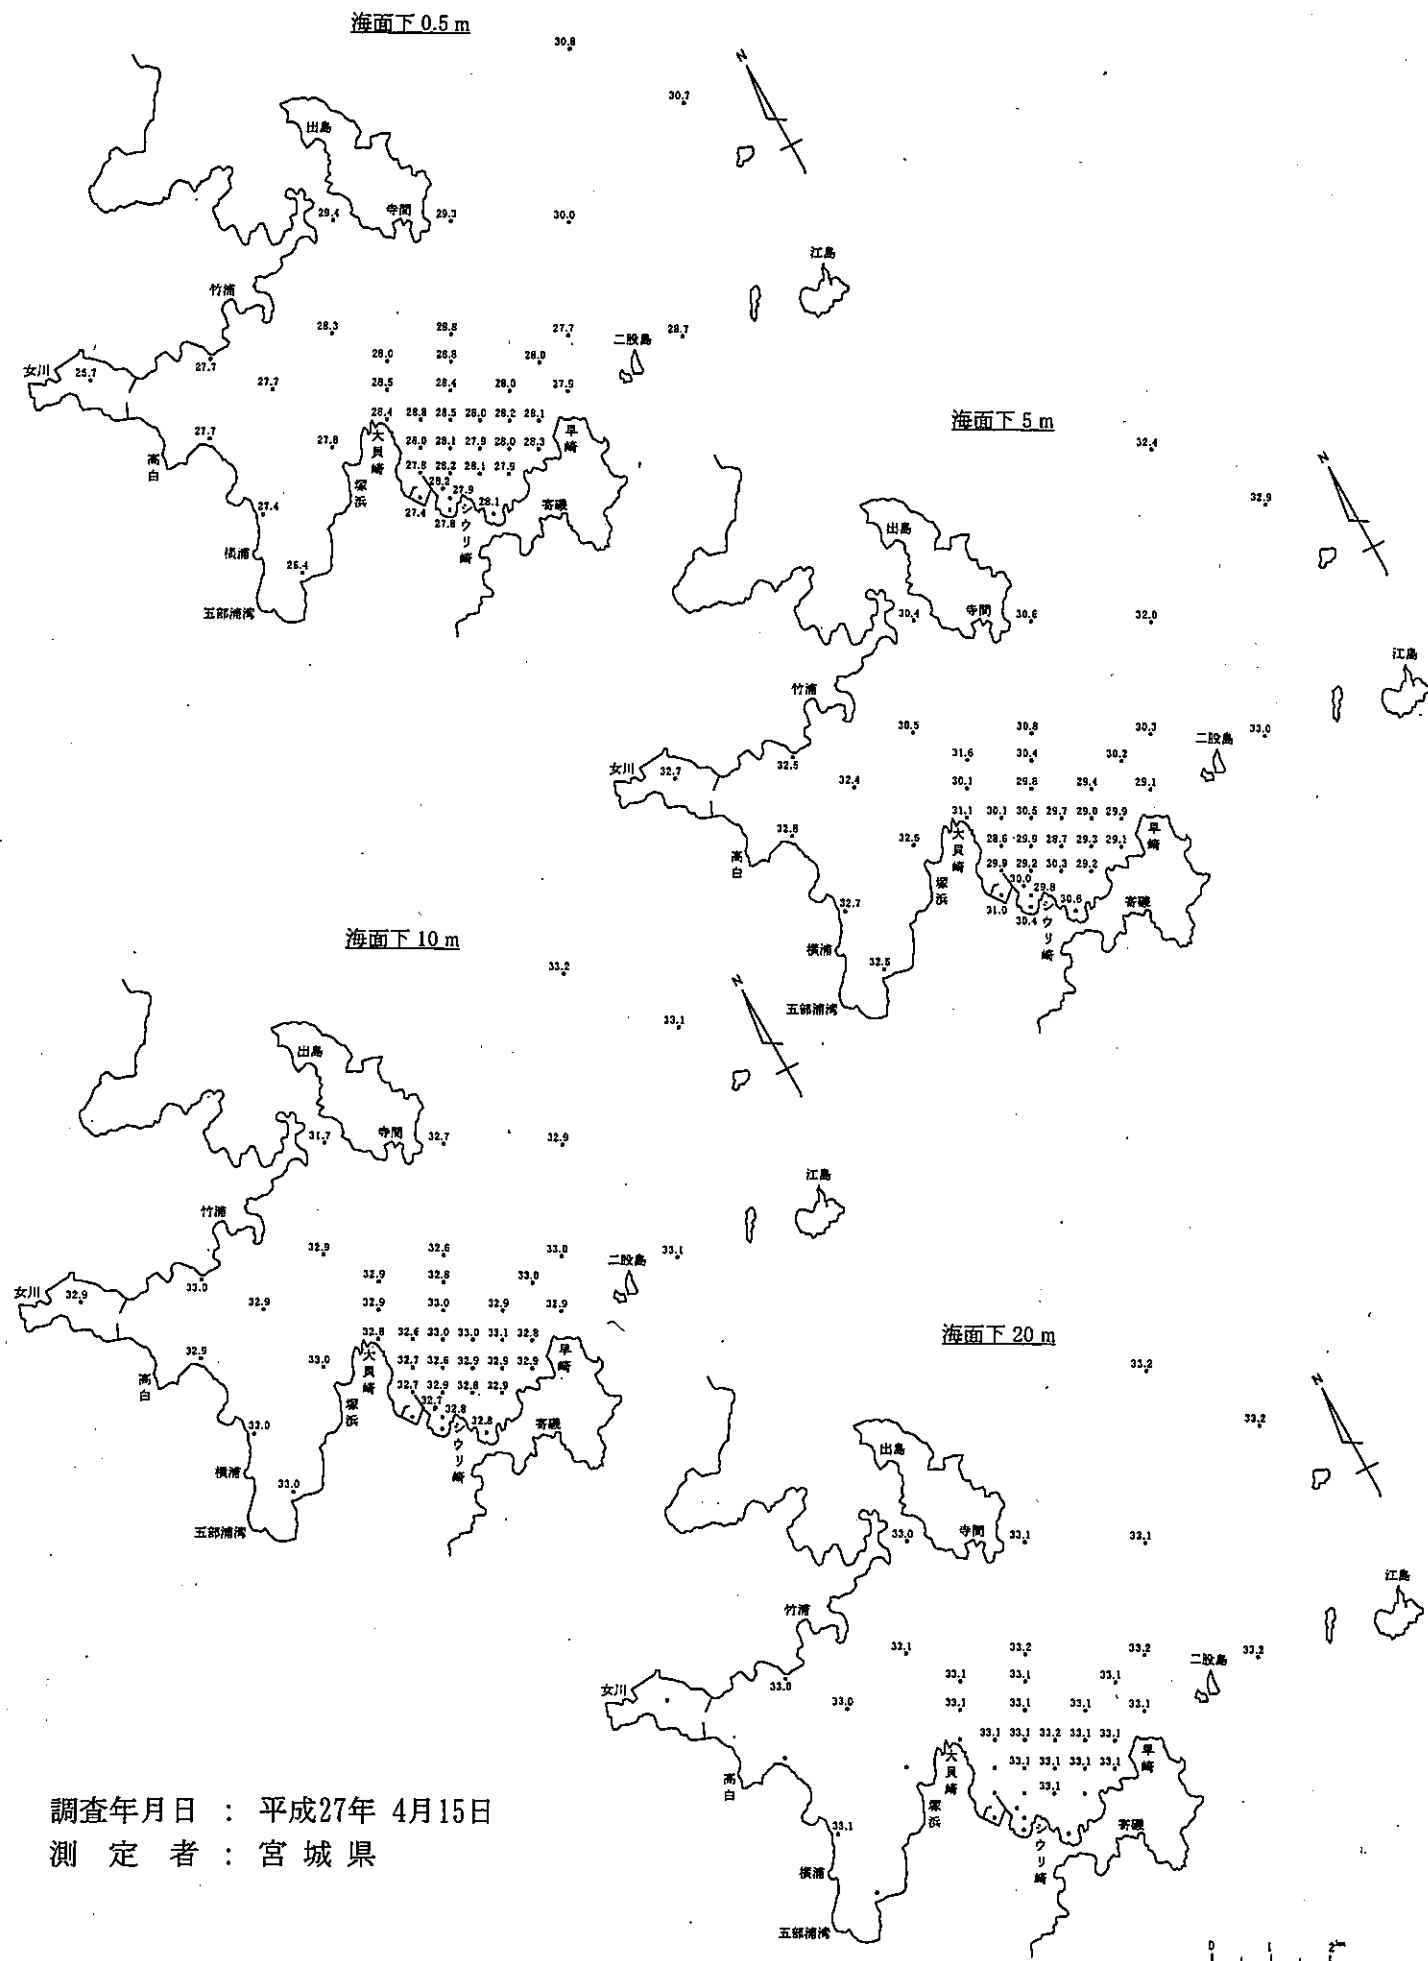 海面下 0.5 m
30.8
30.7
出島
寺間
29.4
29.3
30.0
江島
竹浦
28.3
28.8
27.7
28.7
二股島
女川
25.7
27.7
28.0
28.8
28.0
27.7
28.5
28.4
28.0
27.9
28.4 28.8 28.5 28.0 28.2 28.1
27.7
高白
27.8
大貝崎
28.0 28.1 27.9 28.0 28.3
早崎
27.8 28.2 28.1 27.9
塚浜
28.2
27.9
27.4
27.8
28.1
シウリ崎
寄磯
27.4
横浦
26.4
五部浦湾
海面下 5 m
32.4
32.9
出島
寺間
30.4
30.6
32.0
江島
竹浦
30.5
30.8
30.3
33.0
二股島
女川
32.7
32.5
31.6
30.4
30.2
32.4
30.1
29.8
29.4
29.1
31.1 30.1 30.5 29.7 29.0 29.9
32.8
高白
32.5
大貝崎
28.6 29.9 28.7 29.3 29.1
早崎
29.9 29.2 30.3 29.2
塚浜
30.0
29.8
31.0
30.4
30.6
シウリ崎
寄磯
32.7
横浦
32.5
五部浦湾
海面下 10 m
33.2
33.1
出島
寺間
31.7
32.7
32.9
江島
竹浦
32.9
32.6
33.0
33.1
二股島
女川
32.9
33.0
32.9
32.8
33.0
32.9
32.9
33.0
32.9
32.9
32.8 32.6 33.0 33.0 33.1 32.8
32.9
高白
33.0
大貝崎
32.7 32.6 32.9 32.9 32.9
早崎
32.7 32.9 32.8 32.9
塚浜
32.7
32.8
32.8
シウリ崎
寄磯
32.0
横浦
33.0
五部浦湾
海面下 20 m
33.2
33.2
出島
寺間
33.0
33.1
33.1
江島
竹浦
33.1
33.2
33.2
33.2
二股島
女川
33.0
33.1
33.1
33.1
33.0
33.1
33.1
33.1
33.1
33.1 33.1 33.2 33.1 33.1
高白
大貝崎
33.1 33.1 33.1 33.1
早崎
33.1
塚浜
シウリ崎
寄磯
33.1
横浦
五部浦湾
調査年月日 ： 平成27年 4月15日
測 定 者 ： 宮 城 県
N
N
N
N
0 1 2km